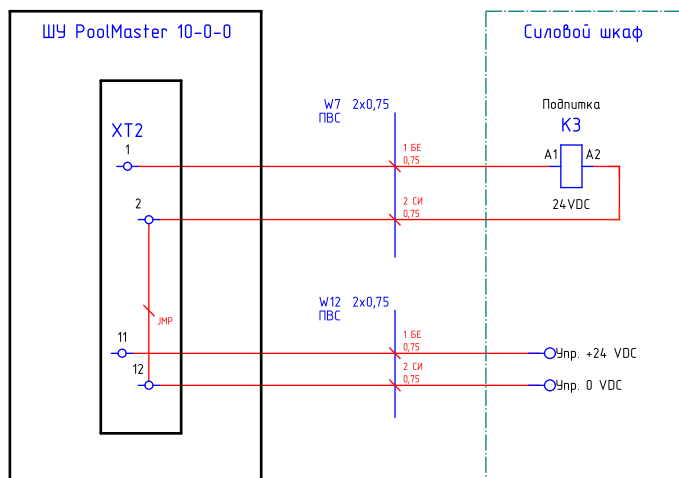 ШУ PoolMaster 10-0-0
Силовой шкаф
W7 2x0,75
ПВС
Подпитка
К3
XT2
1
1 БЕ
0,75
A1
A2
2
2 СИ
0,75
24VDC
W12 2x0,75
ПВС
JMP
11
1 БЕ
0,75
Упр. +24 VDC
12
2 СИ
0,75
Упр. 0 VDC